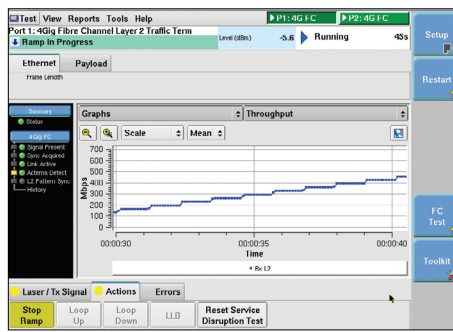 Test View Reports Tools Help
P1: 4G FC
P2: 4G FC
Port 1: 4Gig Fibre Channel Layer 2 Traffic Term
Ramp In Progress
Level (dBm) -5.6 Running 45s
Setup
Restart
FC Test
Toolkit
Ethernet Payload
Frame Length
Summary
Status
4Gig FC
Signal Present
Sync Acquired
Link Active
Acterna Detect
L2 Pattern Sync
History
Graphs Throughput
Scale Mean
700
600
500
400
300
200
100
0
Mbps
00:00:30 00:00:35 00:00:40
Time
Rx L2
Laser / Tx Signal Actions Errors
Stop Ramp
Loop Up
Loop Down
LLB
Reset Service Disruption Test